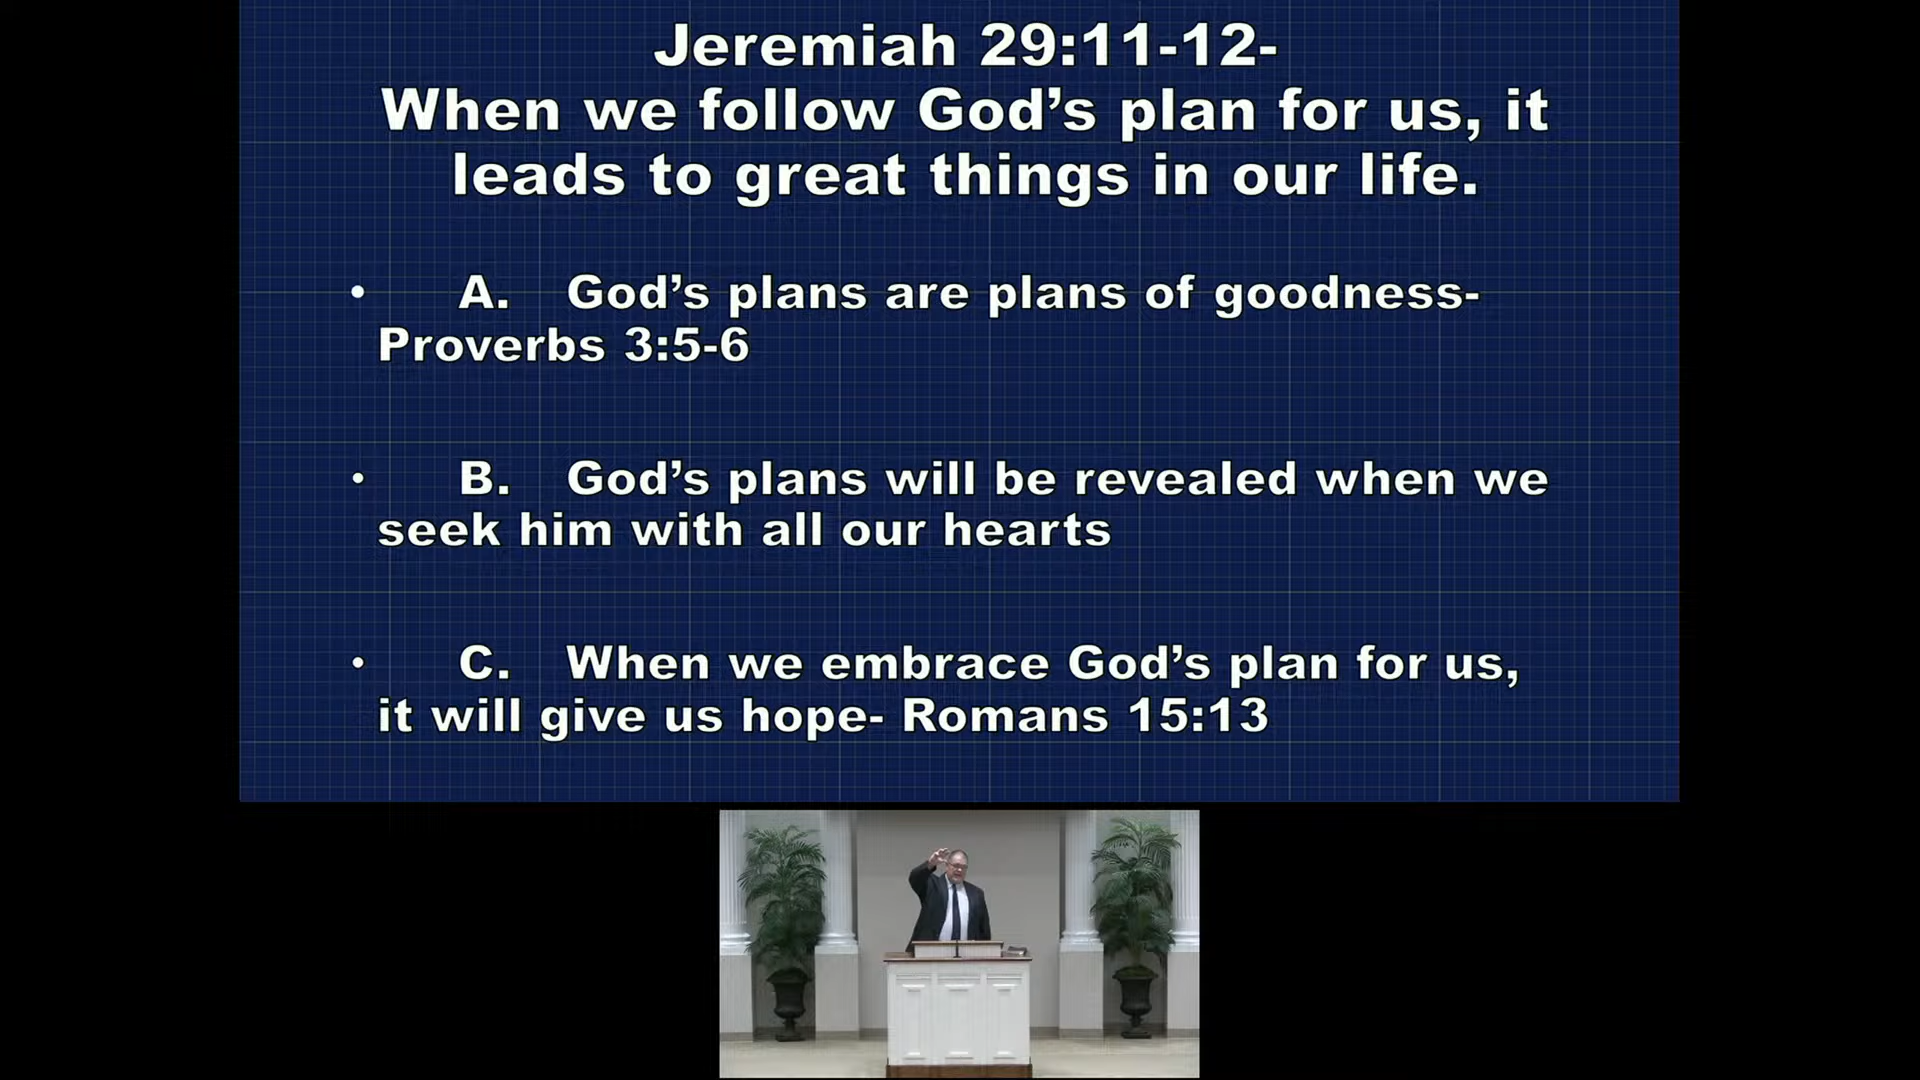 Jeremiah 29:11-12-
When we follow God’s plan for us, it
leads to great things in our life.
• A. God’s plans are plans of goodness-
Proverbs 3:5-6
• B. God’s plans will be revealed when we
seek him with all our hearts
• C. When we embrace God’s plan for us,
it will give us hope- Romans 15:13